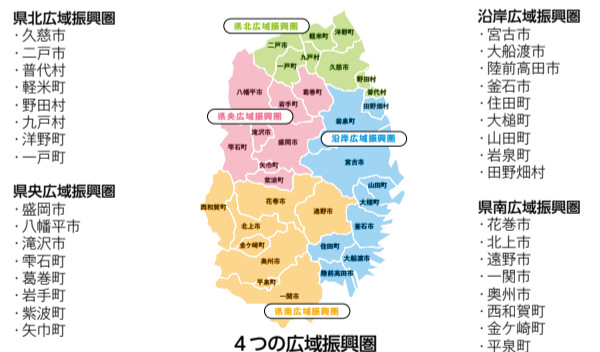 県北広域振興圏
・久慈市
・二戸市
・普代村
・軽米町
・野田村
・九戸村
・洋野町
・一戸町
県央広域振興圏
・盛岡市
・八幡平市
・滝沢市
・雫石町
・葛巻町
・岩手町
・紫波町
・矢巾町
県北広域振興圏
軽米町
洋野町
二戸市
九戸村
一戸町
久慈市
野田村
普代村
田野畑村
八幡平市
葛巻町
岩手町
県央広域振興圏
岩泉町
滝沢市
盛岡市
沿岸広域振興圏
雫石町
宮古市
矢巾町
紫波町
山田町
花巻市
大槌町
西和賀町
遠野市
北上市
釜石市
金ケ崎町
住田町
奥州市
大船渡市
陸前高田市
平泉町
一関市
県南広域振興圏
4つの広域振興圏
沿岸広域振興圏
・宮古市
・大船渡市
・陸前高田市
・釜石市
・住田町
・大槌町
・山田町
・岩泉町
・田野畑村
県南広域振興圏
・花巻市
・北上市
・遠野市
・一関市
・奥州市
・西和賀町
・金ケ崎町
・平泉町